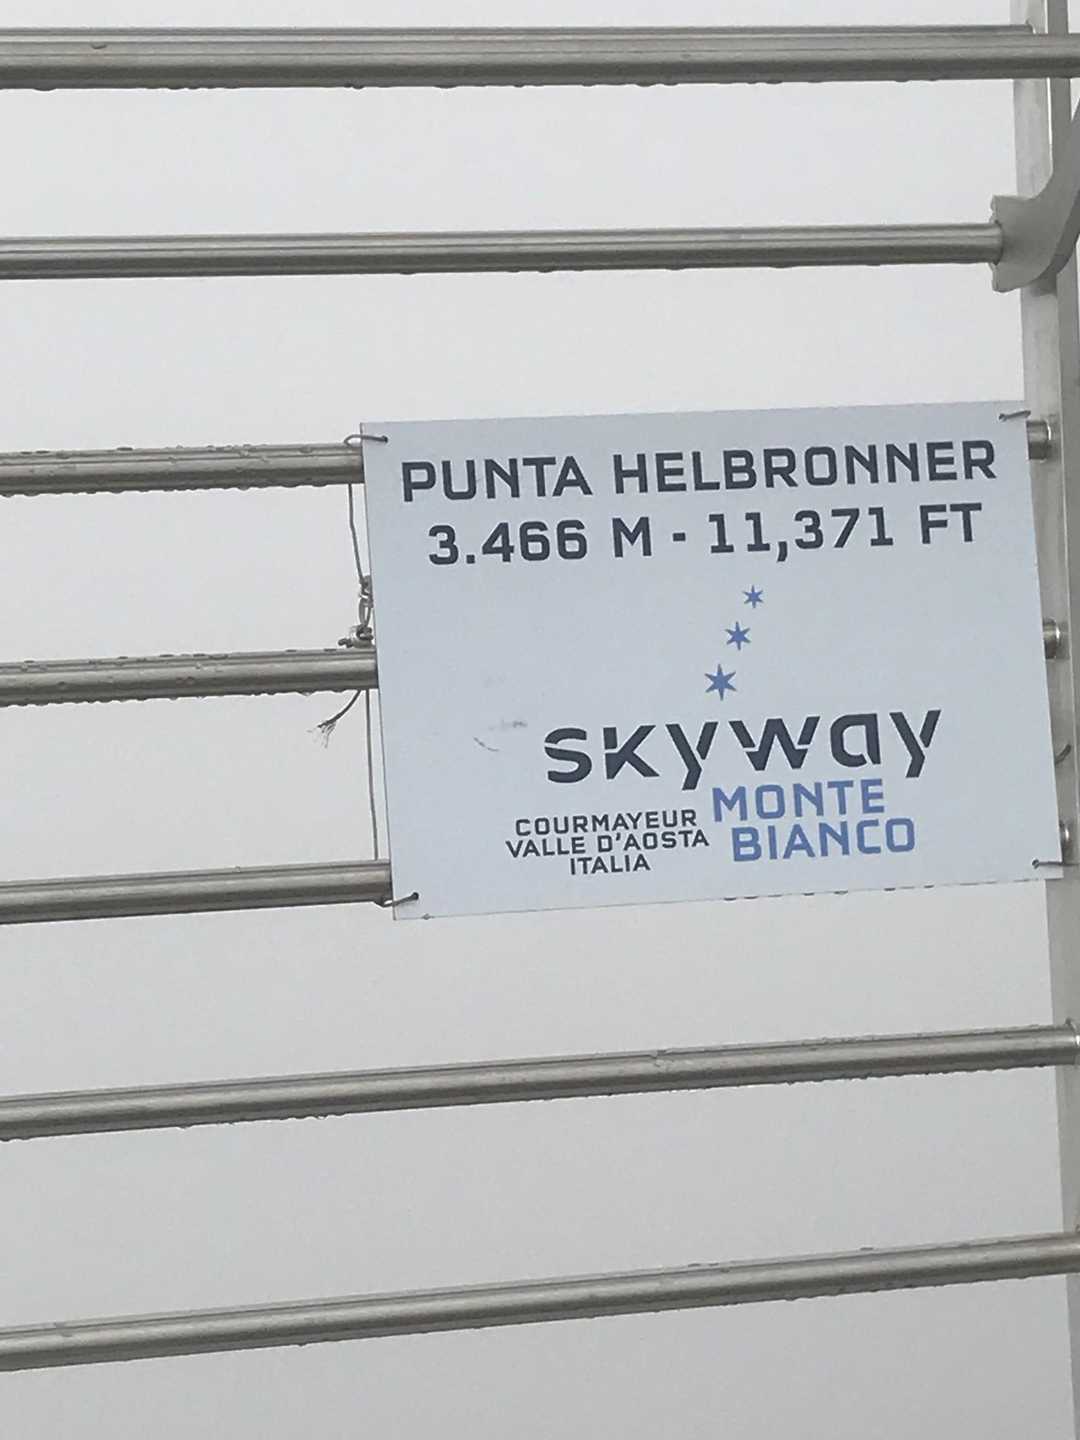 PUNTA HELBRONNER
3.466 M - 11,371 FT
skyway
MONTE
BIANCO
COURMAYEUR
VALLE D'AOSTA
ITALIA